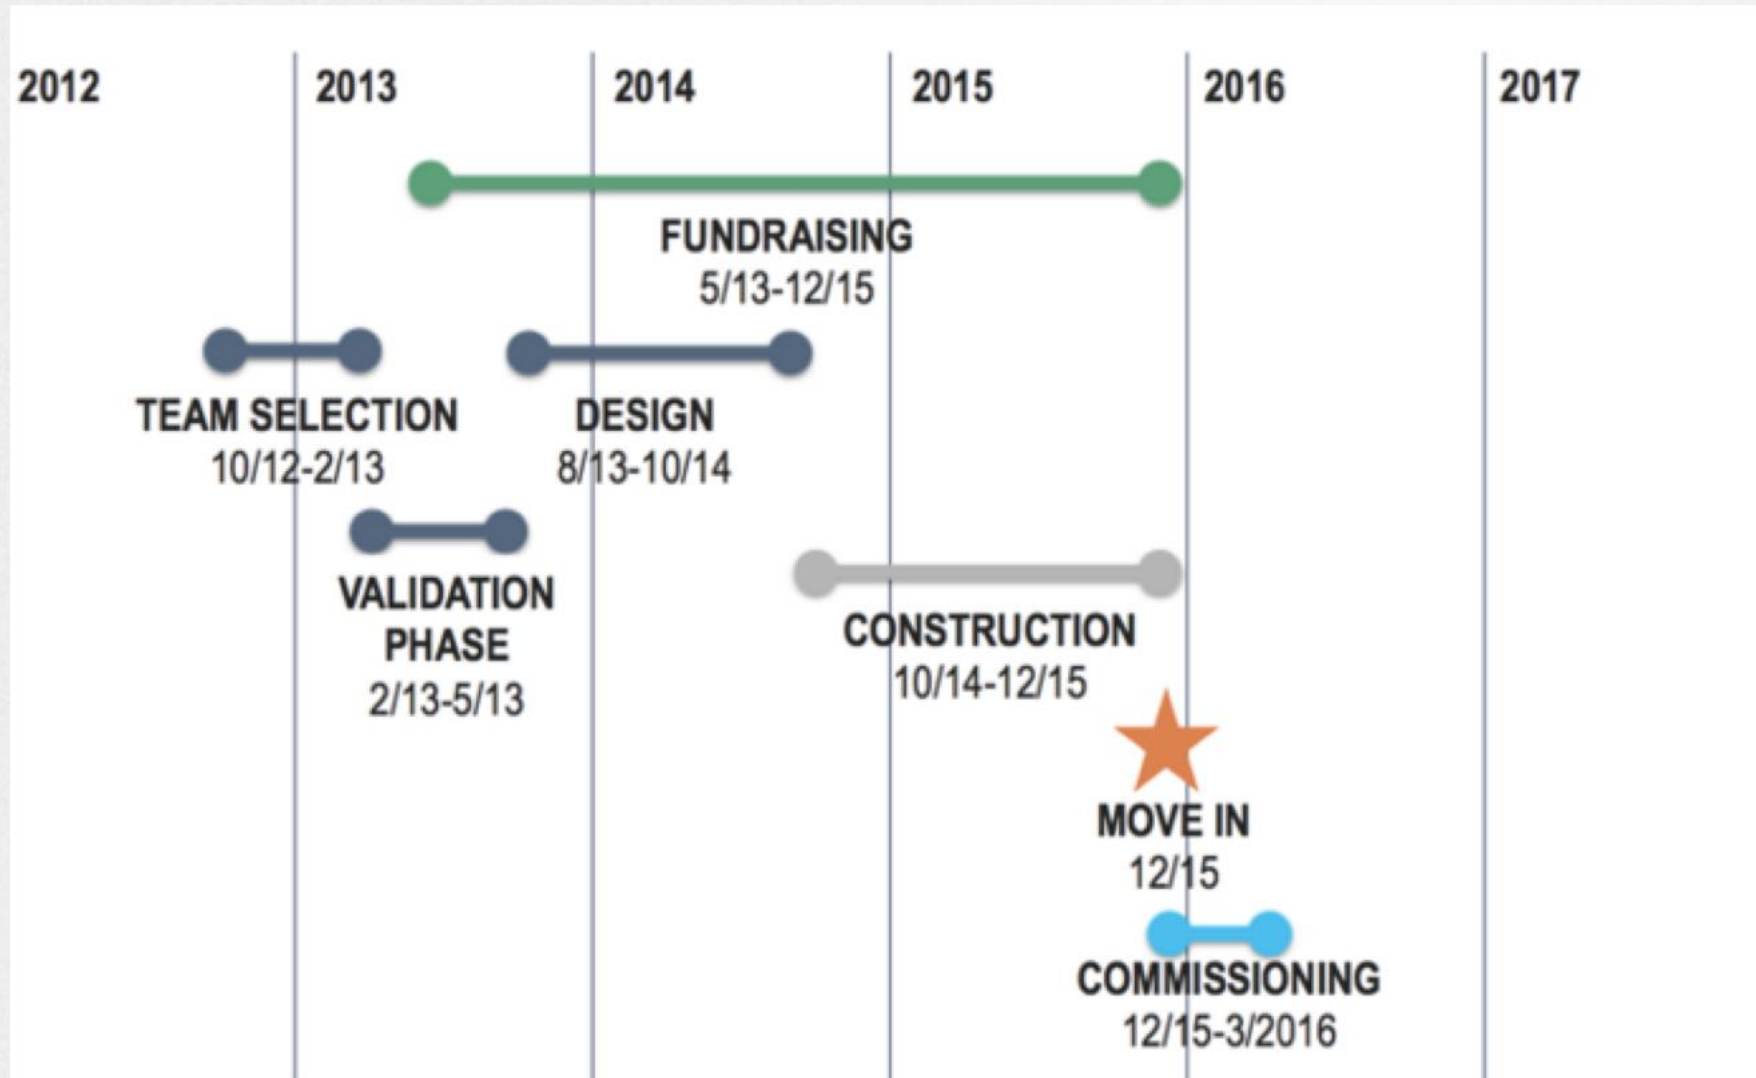 2012
2013
2014
2015
2016
2017
FUNDRAISING
5/13-12/15
TEAM SELECTION
10/12-2/13
DESIGN
8/13-10/14
VALIDATION
PHASE
2/13-5/13
CONSTRUCTION
10/14-12/15
MOVE IN
12/15
COMMISSIONING
12/15-3/2016